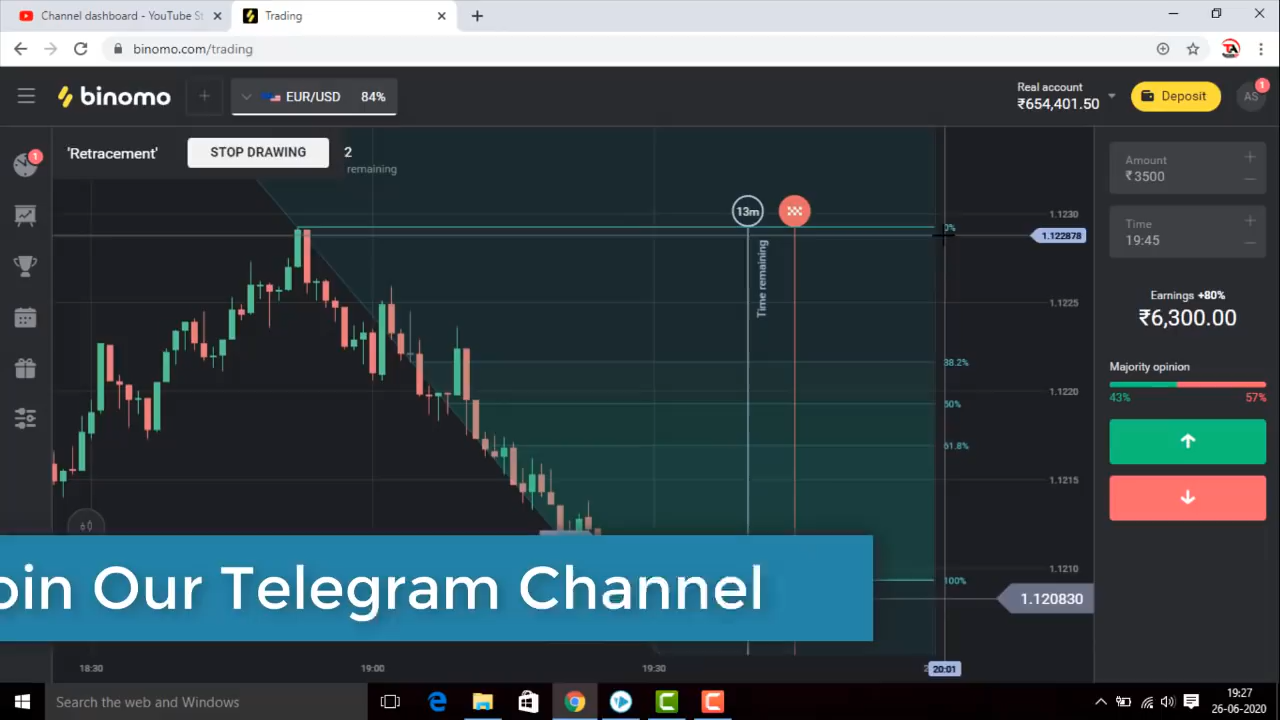 Channel dashboard - YouTube St
Trading
binomo.com/trading
binomo
EUR/USD 84%
Real account
₹654,401.50
Deposit
AS
1
'Retracement'
STOP DRAWING
2
remaining
1
13m
Time remaining
0%
38.2%
50%
61.8%
100%
1.1230
1.122878
1.1225
1.1220
1.1215
1.1210
1.120830
Amount
₹3500
Time
19:45
Earnings +80%
₹6,300.00
Majority opinion
43%
57%
oin Our Telegram Channel
18:30
19:00
19:30
20:01
Search the web and Windows
19:27
26-06-2020